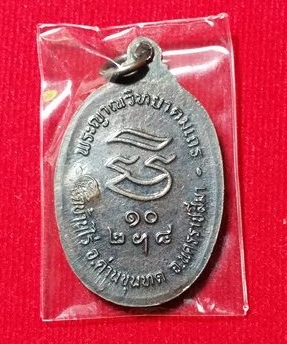 พระญาณวิทยาคมเถร
๑๐
วัดบ้านไร่ อ.ด่านขุนทด จ.นครราชสีมา